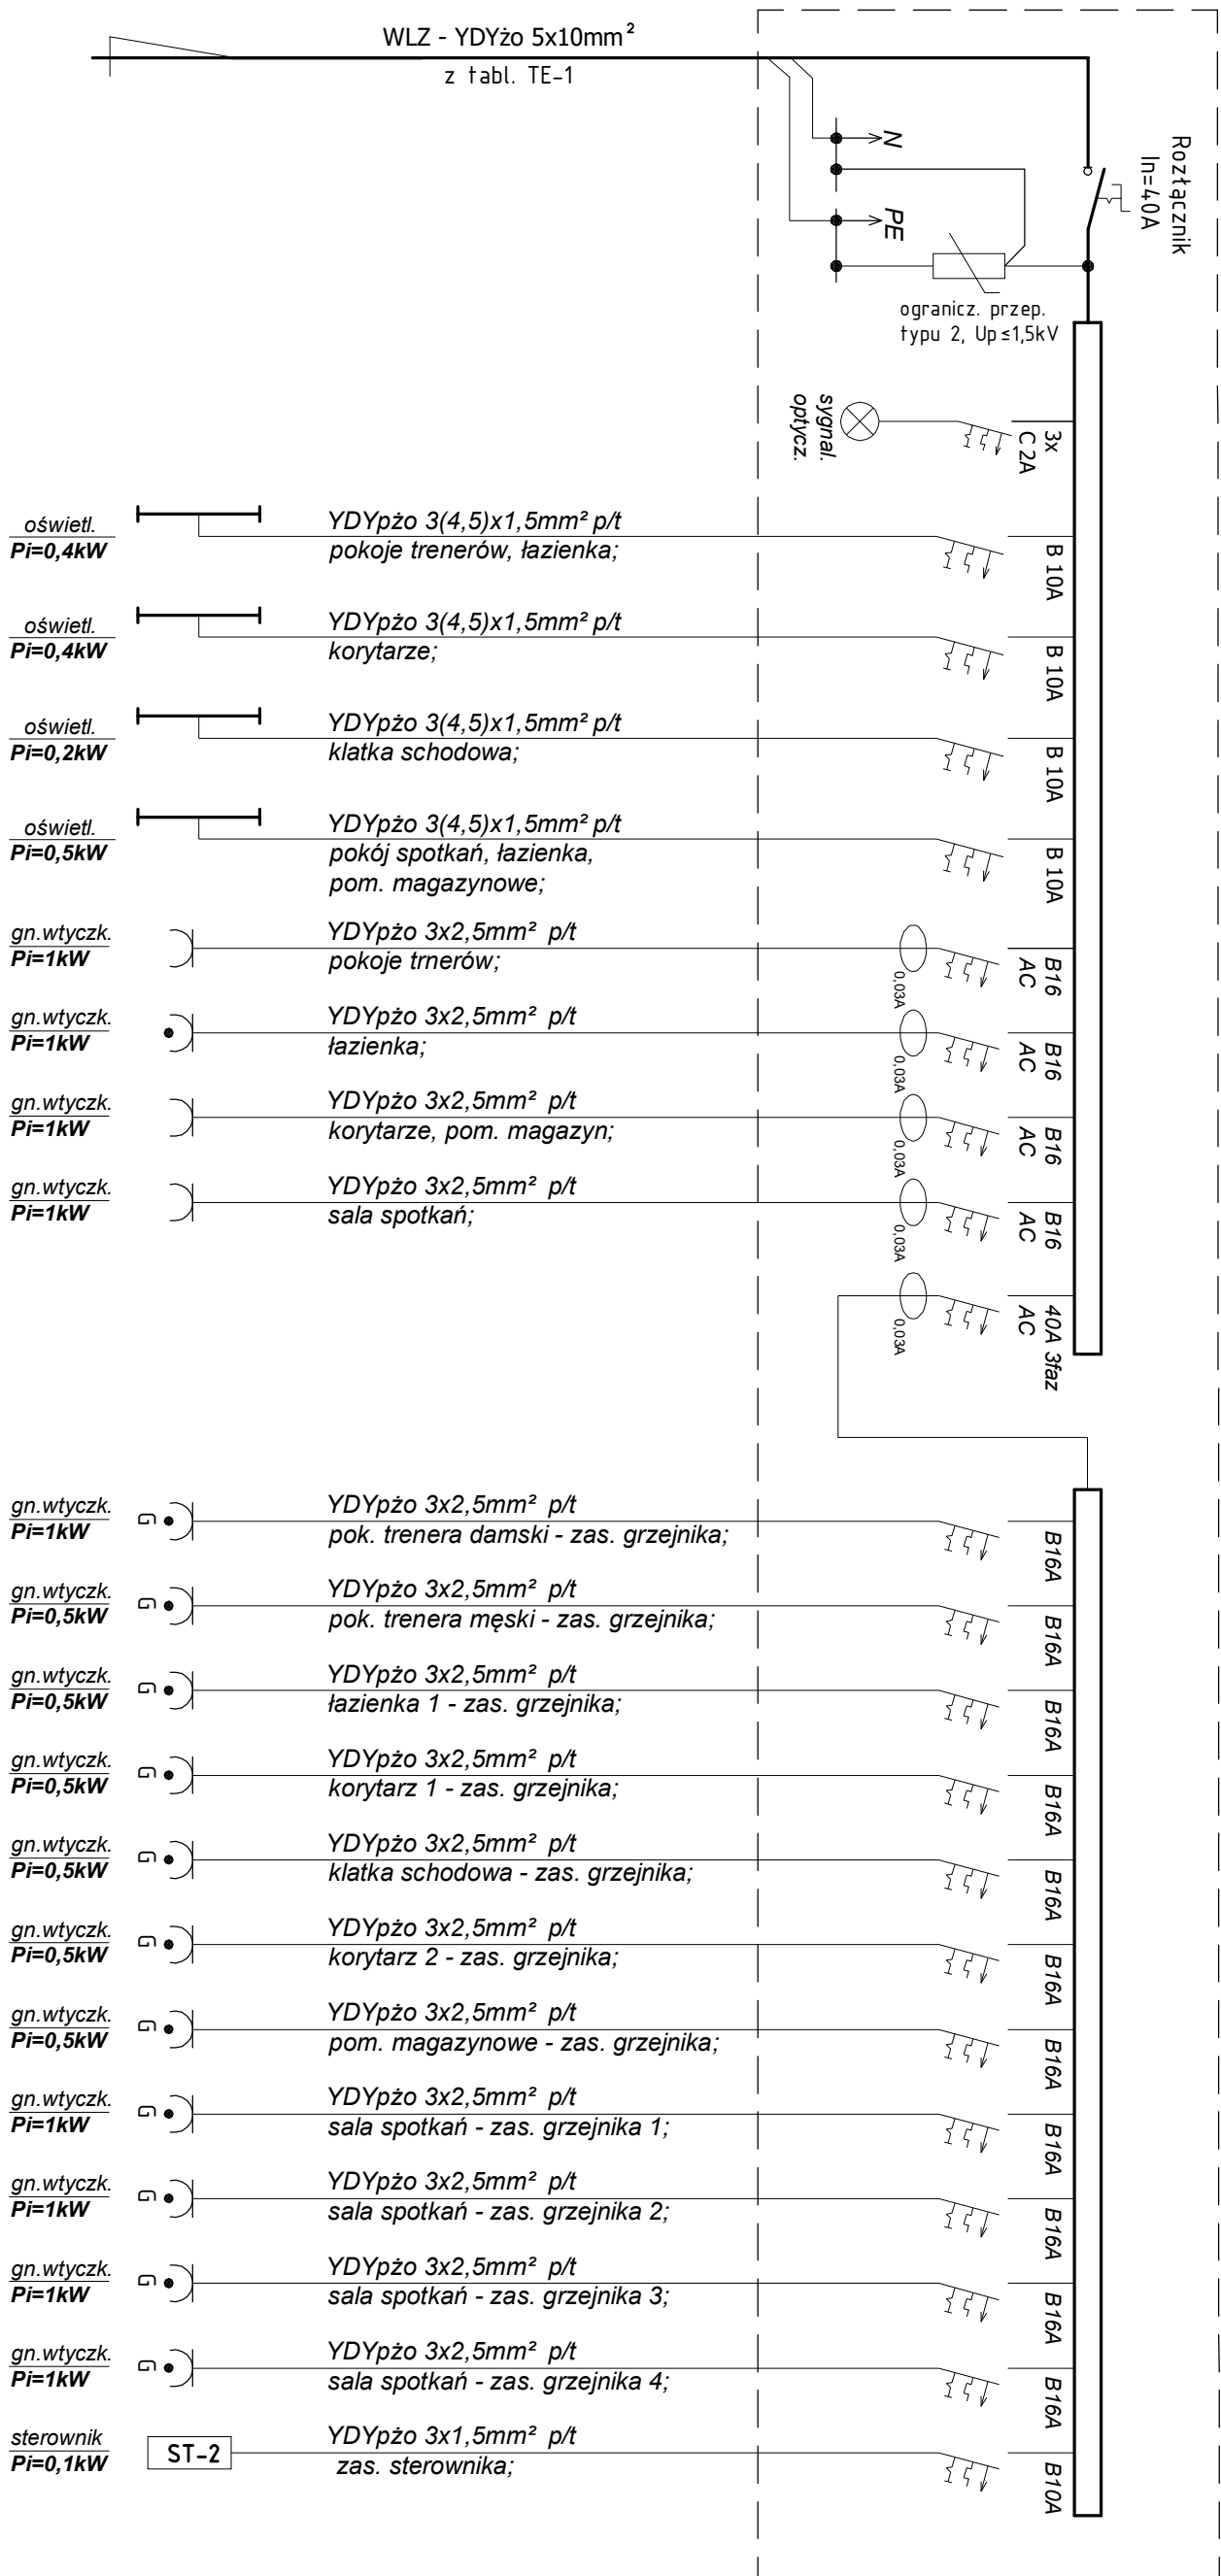 WLZ - YDYżo 5x10mm²
z tabl. TE-1
Rozłącznik
In=40A
N
PE
ogranicz. przep.
typu 2, Up≤1,5kV
sygnal.
optycz.
3x
C 2A
oświetl.
Pi=0,4kW
YDYpżo 3(4,5)x1,5mm² p/t
pokoje trenerów, łazienka;
B 10A
oświetl.
Pi=0,4kW
YDYpżo 3(4,5)x1,5mm² p/t
korytarze;
B 10A
oświetl.
Pi=0,2kW
YDYpżo 3(4,5)x1,5mm² p/t
klatka schodowa;
B 10A
oświetl.
Pi=0,5kW
YDYpżo 3(4,5)x1,5mm² p/t
pokój spotkań, łazienka,
pom. magazynowe;
B 10A
gn.wtyczk.
Pi=1kW
YDYpżo 3x2,5mm² p/t
pokoje trnerów;
0,03A
B16
AC
gn.wtyczk.
Pi=1kW
YDYpżo 3x2,5mm² p/t
łazienka;
0,03A
B16
AC
gn.wtyczk.
Pi=1kW
YDYpżo 3x2,5mm² p/t
korytarze, pom. magazyn;
0,03A
B16
AC
gn.wtyczk.
Pi=1kW
YDYpżo 3x2,5mm² p/t
sala spotkań;
0,03A
B16
AC
0,03A
40A 3faz
AC
gn.wtyczk.
Pi=1kW
G
YDYpżo 3x2,5mm² p/t
pok. trenera damski - zas. grzejnika;
B16A
gn.wtyczk.
Pi=0,5kW
G
YDYpżo 3x2,5mm² p/t
pok. trenera męski - zas. grzejnika;
B16A
gn.wtyczk.
Pi=0,5kW
G
YDYpżo 3x2,5mm² p/t
łazienka 1 - zas. grzejnika;
B16A
gn.wtyczk.
Pi=0,5kW
G
YDYpżo 3x2,5mm² p/t
korytarz 1 - zas. grzejnika;
B16A
gn.wtyczk.
Pi=0,5kW
G
YDYpżo 3x2,5mm² p/t
klatka schodowa - zas. grzejnika;
B16A
gn.wtyczk.
Pi=0,5kW
G
YDYpżo 3x2,5mm² p/t
korytarz 2 - zas. grzejnika;
B16A
gn.wtyczk.
Pi=0,5kW
G
YDYpżo 3x2,5mm² p/t
pom. magazynowe - zas. grzejnika;
B16A
gn.wtyczk.
Pi=1kW
G
YDYpżo 3x2,5mm² p/t
sala spotkań - zas. grzejnika 1;
B16A
gn.wtyczk.
Pi=1kW
G
YDYpżo 3x2,5mm² p/t
sala spotkań - zas. grzejnika 2;
B16A
gn.wtyczk.
Pi=1kW
G
YDYpżo 3x2,5mm² p/t
sala spotkań - zas. grzejnika 3;
B16A
gn.wtyczk.
Pi=1kW
G
YDYpżo 3x2,5mm² p/t
sala spotkań - zas. grzejnika 4;
B16A
sterownik
Pi=0,1kW
ST-2
YDYpżo 3x1,5mm² p/t
zas. sterownika;
B10A